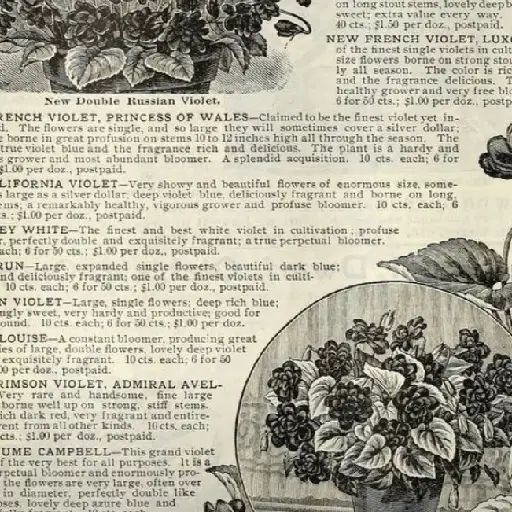 on long stout stems, lovely deep b
sweet; extra value every way.
40 cts.; $1.50 per doz., postpaid.
NEW FRENCH VIOLET, LUXO
of the finest single violets in cul
size flowers borne on strong stou
ly all season. The color is ric
and the fragrance delicious. T
healthy grower and very free blo
6 for 50 cts.; $1.00 per doz., postp
New Double Russian Violet.
RENCH VIOLET, PRINCESS OF WALES—Claimed to be the finest violet yet in-
d. The flowers are single, and so large they will sometimes cover a silver dollar;
e borne in great profusion on stems 10 to 12 inches high all through the season. The
true violet blue and the fragrance rich and delicious. The plant is a hardy and
s grower and most abundant bloomer. A splendid acquisition. 10 cts. each; 6 for
$1.00 per doz., postpaid.
LIFORNIA VIOLET—Very showy and beautiful flowers of enormous size, some-
s large as a silver dollar; deep violet blue, deliciously fragrant and borne on long,
ems, a remarkably healthy, vigorous grower and profuse bloomer. 10 cts. each; 6
s.; $1.00 per doz., postpaid.
EY WHITE—The finest and best white violet in cultivation; profuse
r, perfectly double and exquisitely fragrant; a true perpetual bloomer.
each; 6 for 50 cts.; $1.00 per doz., postpaid.
RUN—Large, expanded single flowers, beautiful dark blue;
nd deliciously fragrant; one of the finest violets in culti-
10 cts. each; 6 for 50 cts.; $1.00 per doz., postpaid.
N VIOLET—Large, single flowers; deep rich blue;
ngly sweet, very hardy and productive; good for
ound. 10 cts. each; 6 for 50 cts.; $1.00 per doz.
LOUISE—A constant bloomer, producing great
ies of large, double flowers, lovely deep violet
exquisitely fragrant. 10 cts. each; 6 for 50
$1.00 per doz., postpaid.
RIMSON VIOLET, ADMIRAL AVEL-
Very rare and handsome, fine large
borne well up on strong, stiff stems.
rich dark red, very fragrant and entire-
rent from all other kinds. 10 cts. each;
cts.; $1.00 per doz., postpaid.
UME CAMPBELL—This grand violet
f the very best for all purposes. It is a
rpetual bloomer and enormously pro-
the flowers are very large, often over
in diameter, perfectly double like
oses, lovely deep azure blue and